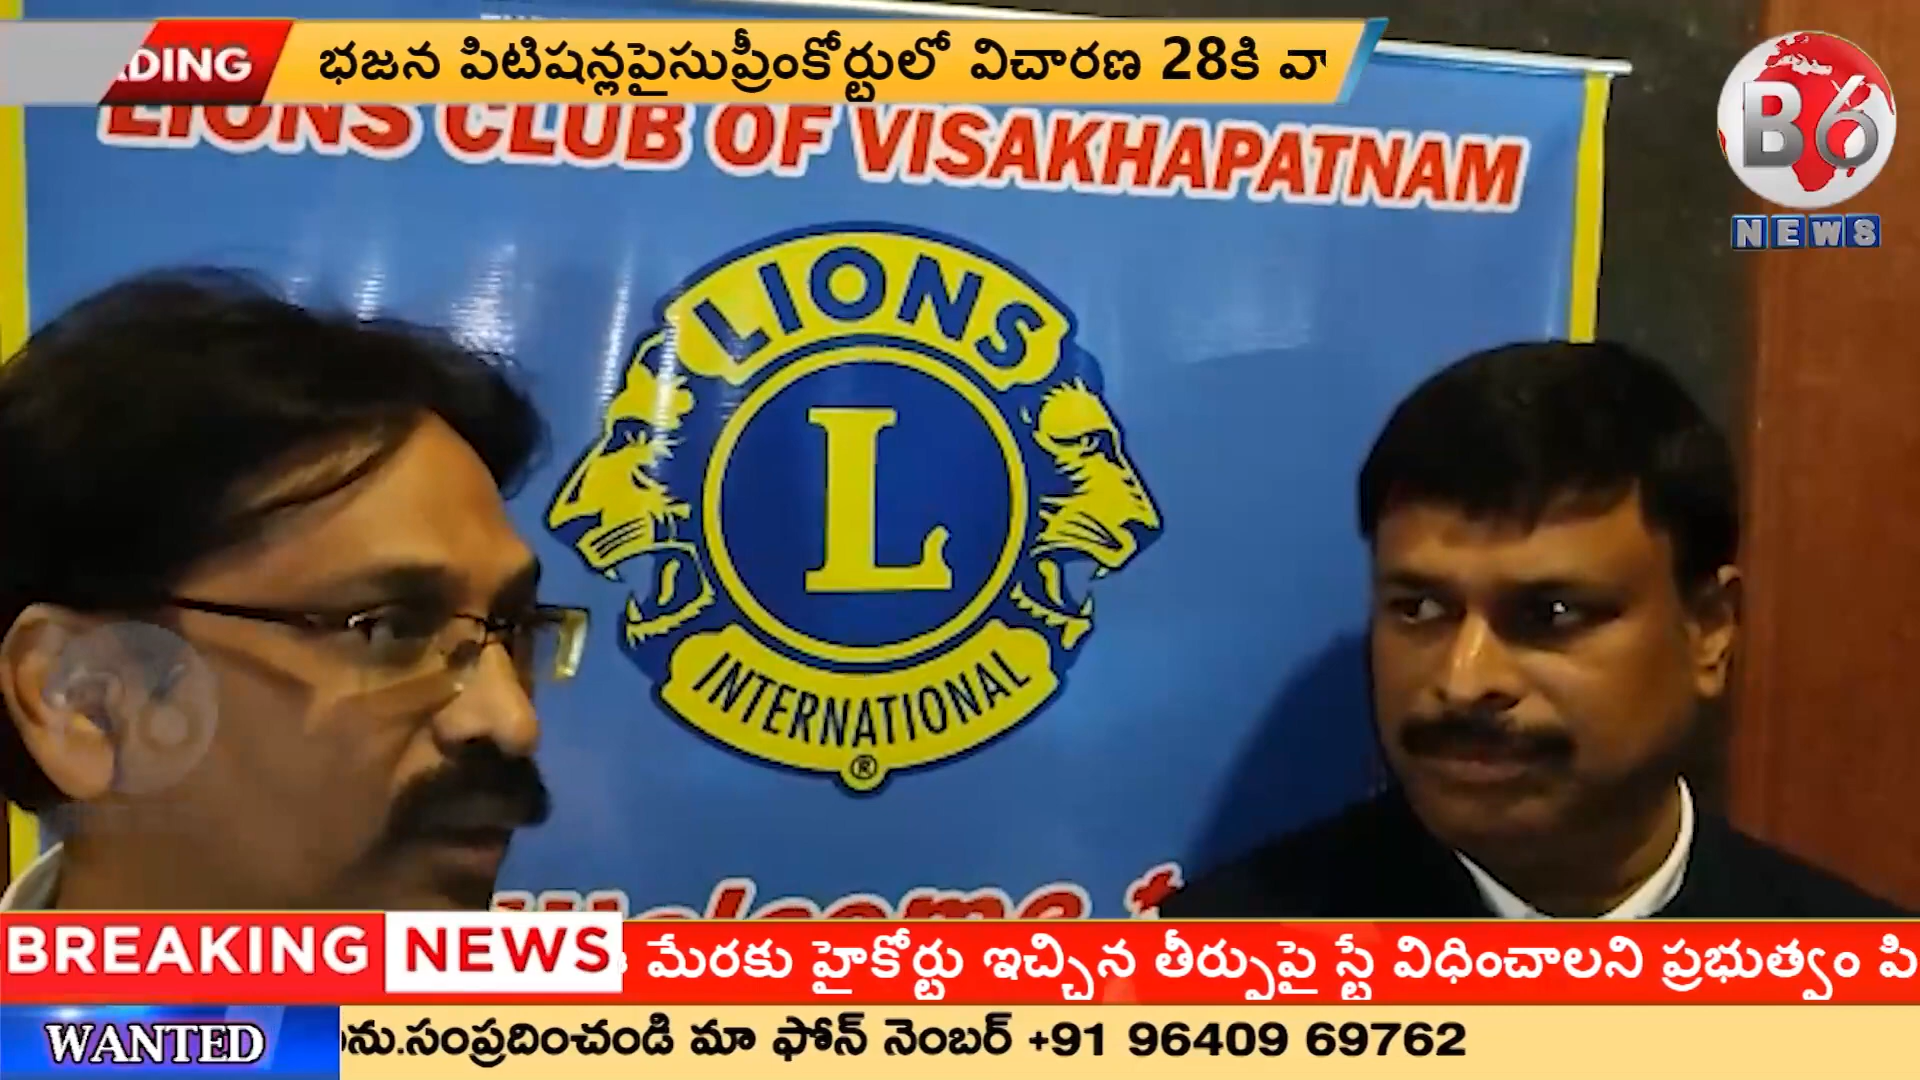 DING
భజన పిటిషన్లపైసుప్రీంకోర్టులో విచారణ 28కి వా
B6
NEWS
LIONS CLUB OF VISAKHAPATNAM
LIONS
L
INTERNATIONAL
®
Welcome
BREAKING NEWS
మేరకు హైకోర్టు ఇచ్చిన తీర్పుపై స్టే విధించాలని ప్రభుత్వం పి
WANTED
ను.సంప్రదించండి మా ఫోన్ నెంబర్ +91 96409 69762